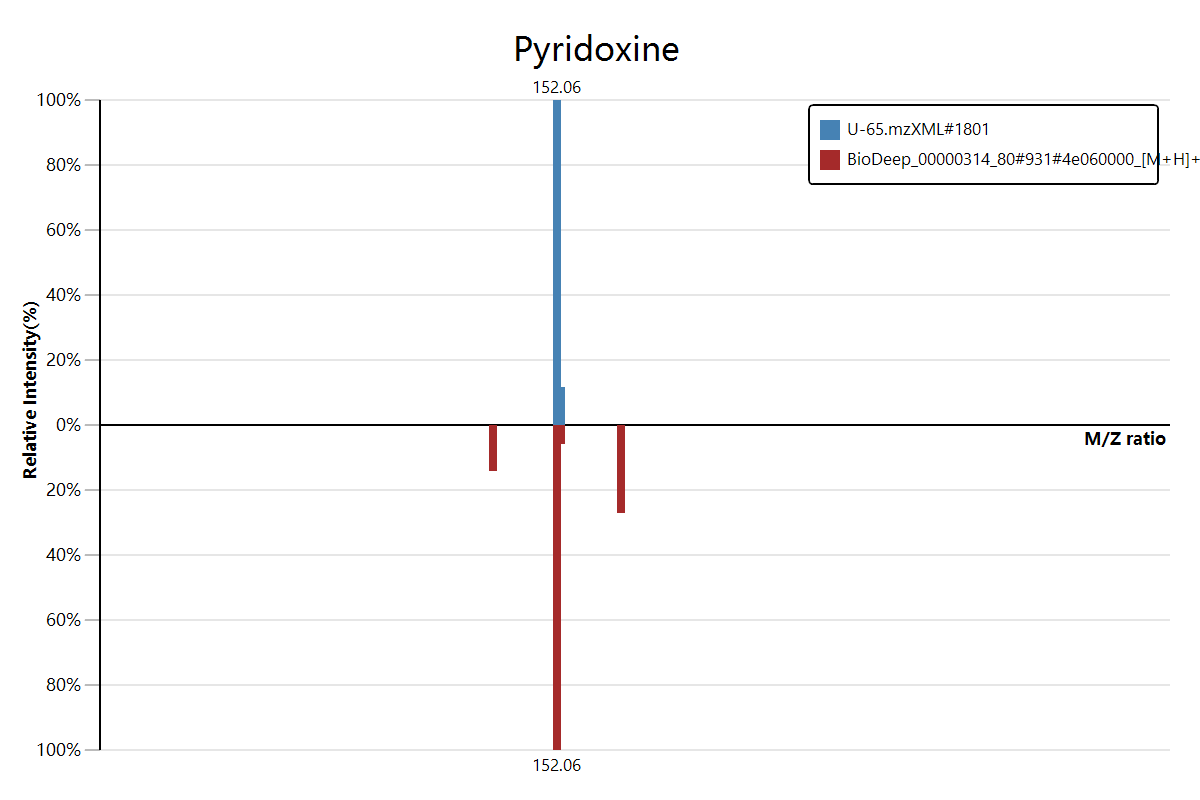 Pyridoxine
152.06
100%
80%
60%
40%
20%
0%
20%
40%
60%
80%
100%
Relative Intensity(%)
U-65.mzXML#1801
BioDeep_00000314_80#931#4e060000_[M+H]+
M/Z ratio
152.06